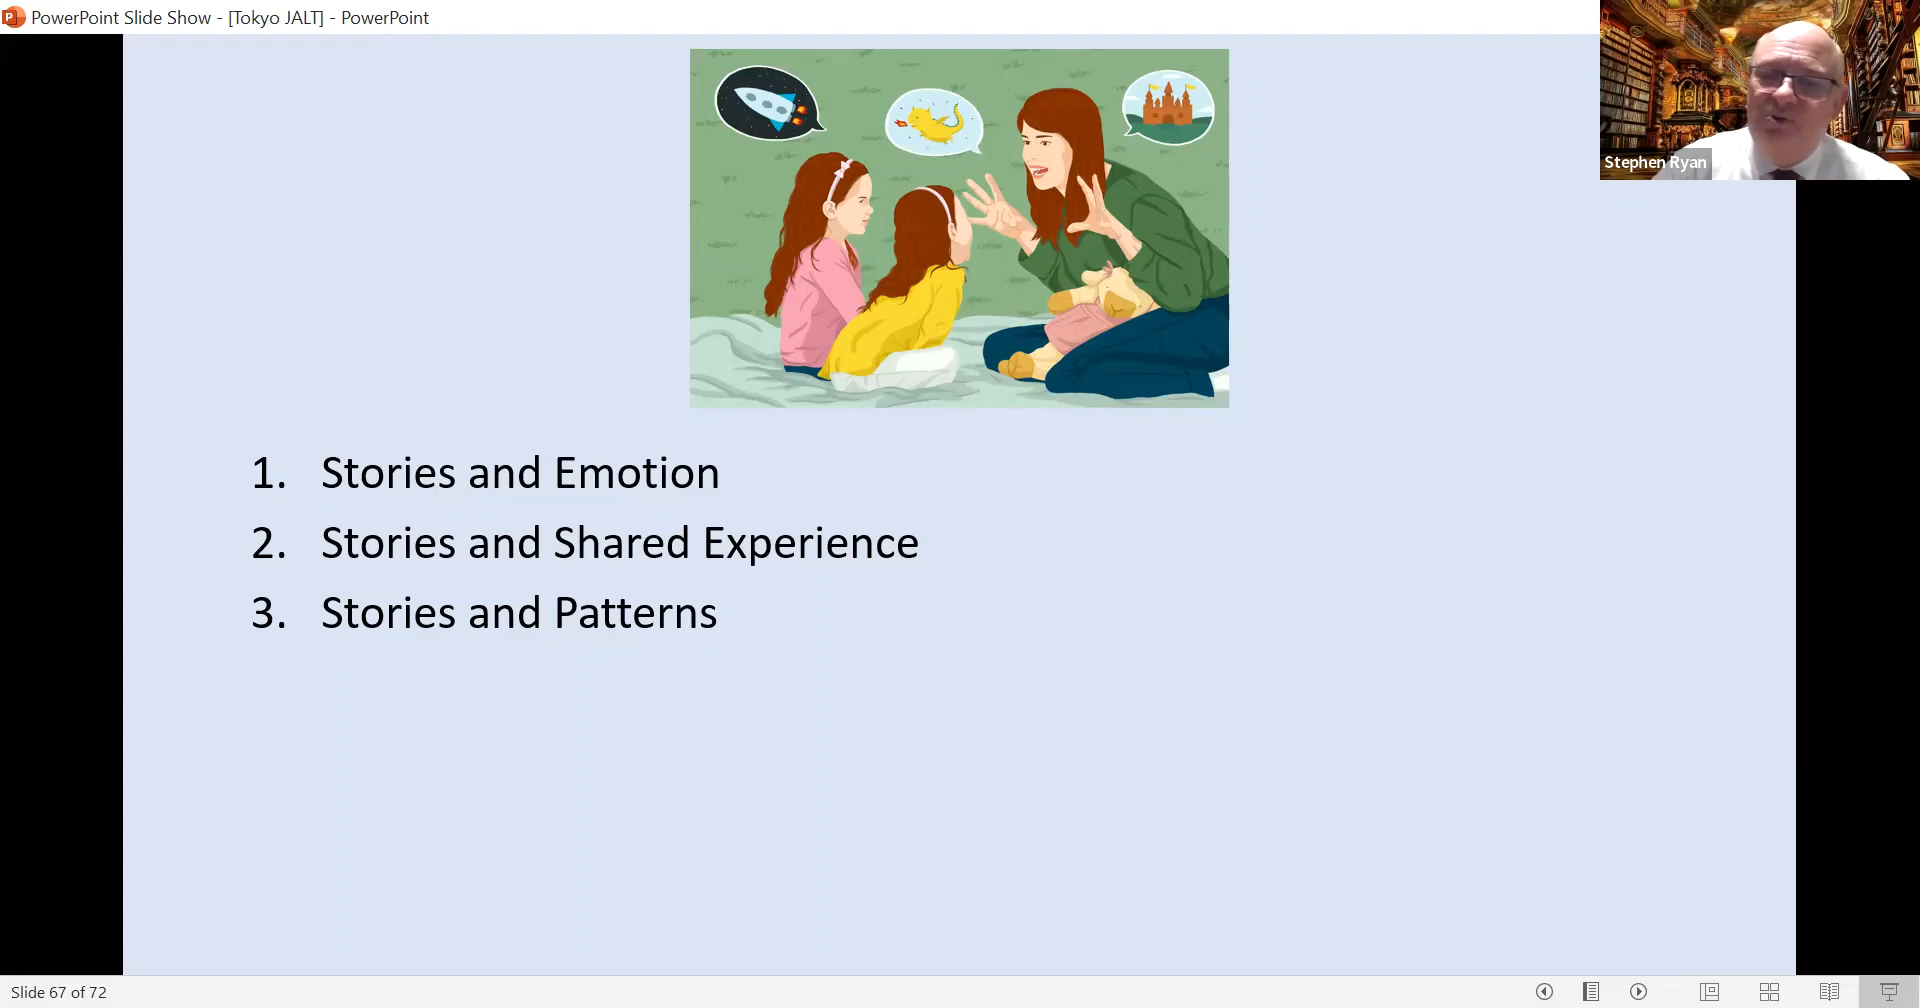 PowerPoint Slide Show - [Tokyo JALT] - PowerPoint
Stephen Ryan
1. Stories and Emotion
2. Stories and Shared Experience
3. Stories and Patterns
Slide 67 of 72